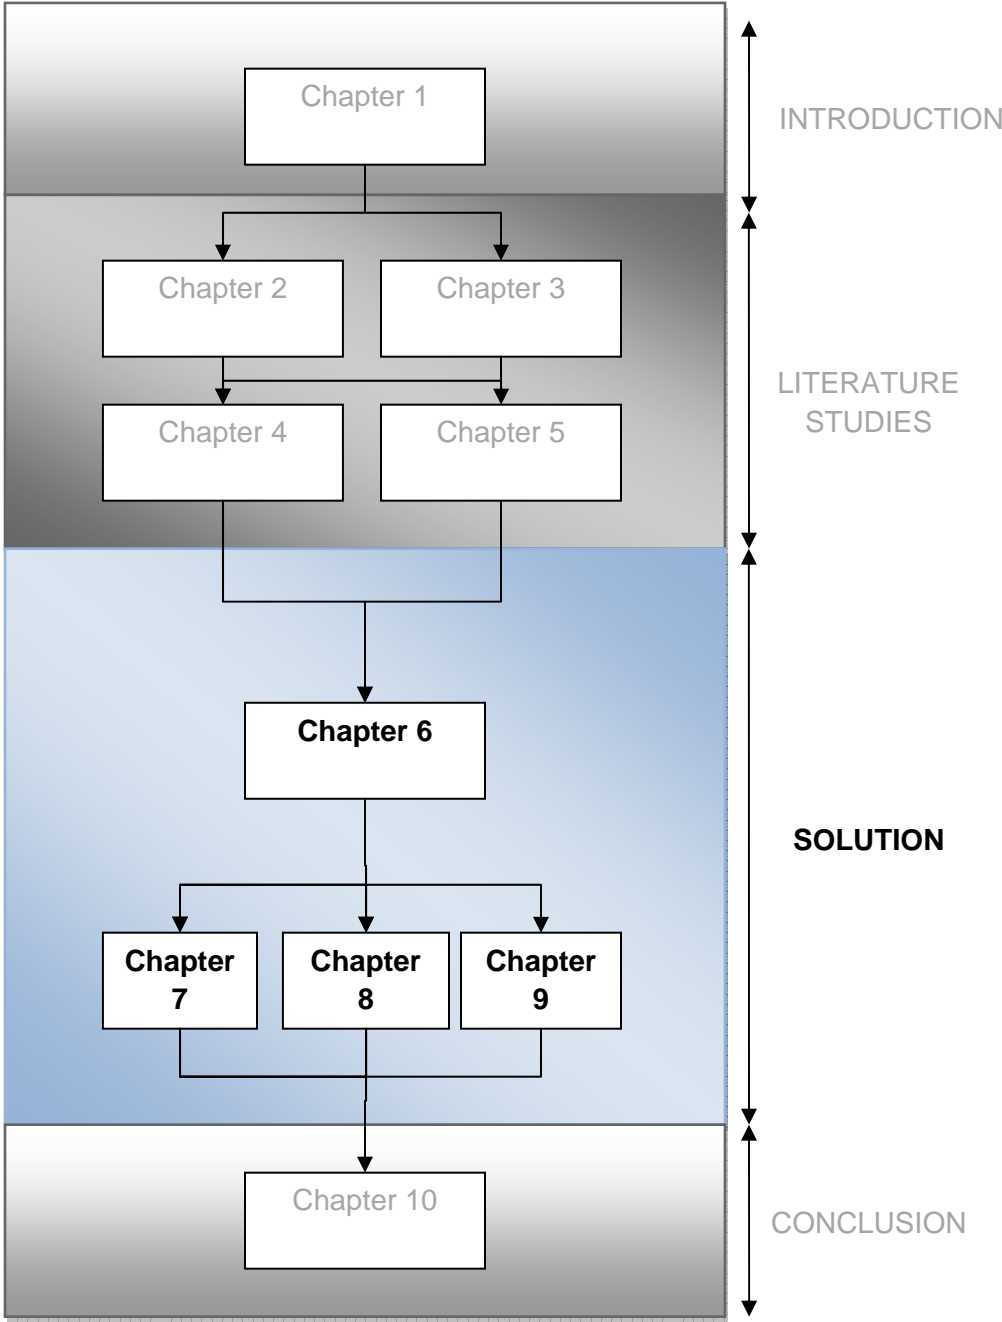 Chapter 1
INTRODUCTION
Chapter 2
Chapter 3
LITERATURE
STUDIES
Chapter 4
Chapter 5
Chapter 6
SOLUTION
Chapter
7
Chapter
8
Chapter
9
Chapter 10
CONCLUSION